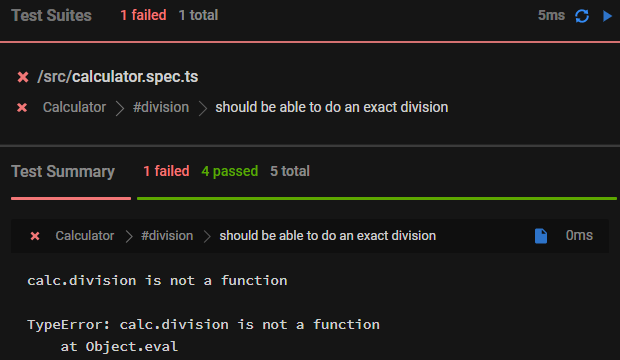 Test Suites 1 failed 1 total 5ms
/src/calculator.spec.ts
Calculator #division should be able to do an exact division
Test Summary 1 failed 4 passed 5 total
Calculator #division should be able to do an exact division 0ms
calc.division is not a function
TypeError: calc.division is not a function
at Object.eval